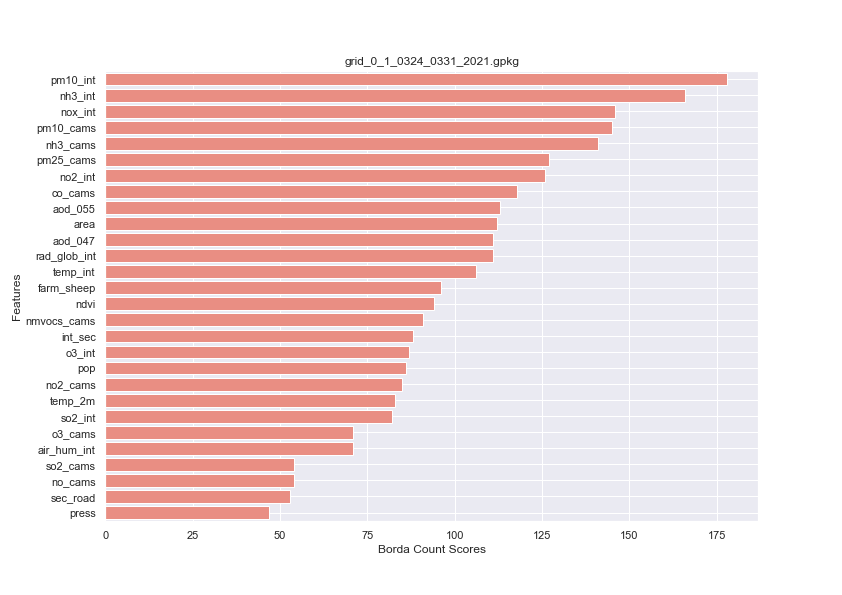 grid_0_1_0324_0331_2021.gpkg
pm10_int
nh3_int
nox_int
pm10_cams
nh3_cams
pm25_cams
no2_int
co_cams
aod_055
area
aod_047
rad_glob_int
temp_int
farm_sheep
ndvi
nmvocs_cams
int_sec
o3_int
pop
no2_cams
temp_2m
so2_int
o3_cams
air_hum_int
so2_cams
no_cams
sec_road
press
Features
0 25 50 75 100 125 150 175
Borda Count Scores